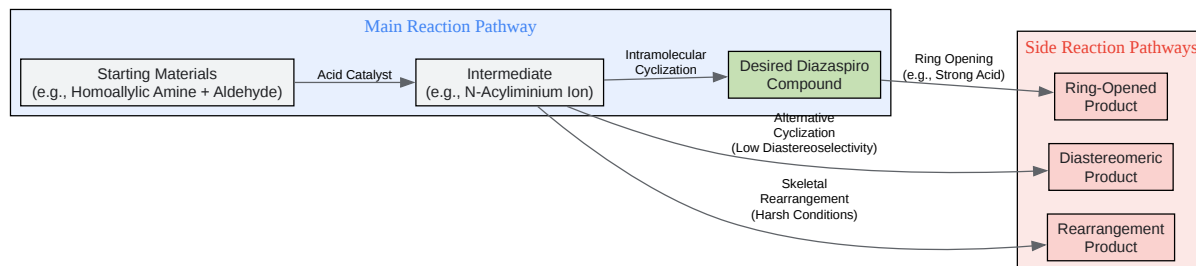 Main Reaction Pathway
Side Reaction Pathways
Starting Materials
(e.g., Homoallylic Amine + Aldehyde)
Acid Catalyst
Intermediate
(e.g., N-Acyliminium Ion)
Intramolecular
Cyclization
Desired Diazaspiro
Compound
Ring Opening
(e.g., Strong Acid)
Ring-Opened
Product
Alternative
Cyclization
(Low Diastereoselectivity)
Diastereomeric
Product
Skeletal
Rearrangement
(Harsh Conditions)
Rearrangement
Product